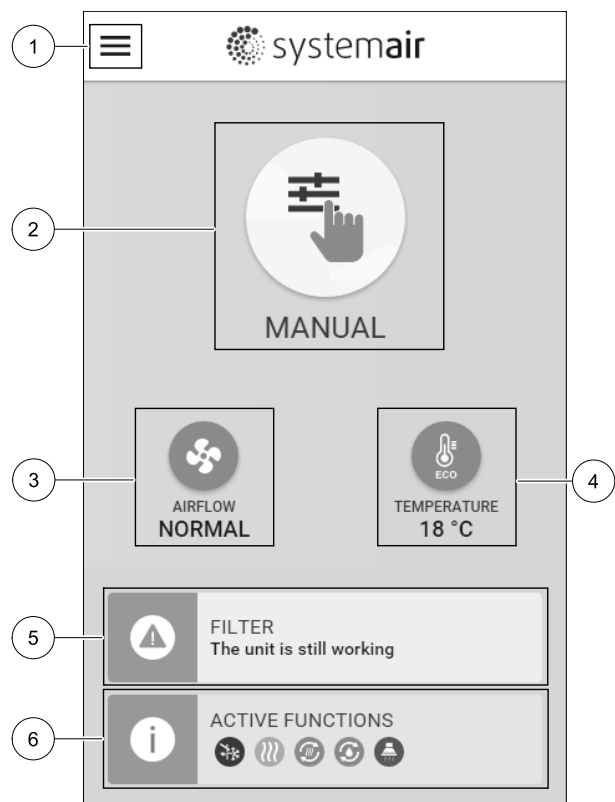 1
systemair
2
MANUAL
3
AIRFLOW
NORMAL
ECO
TEMPERATURE
18 °C
4
5
FILTER
The unit is still working
6
ACTIVE FUNCTIONS
i